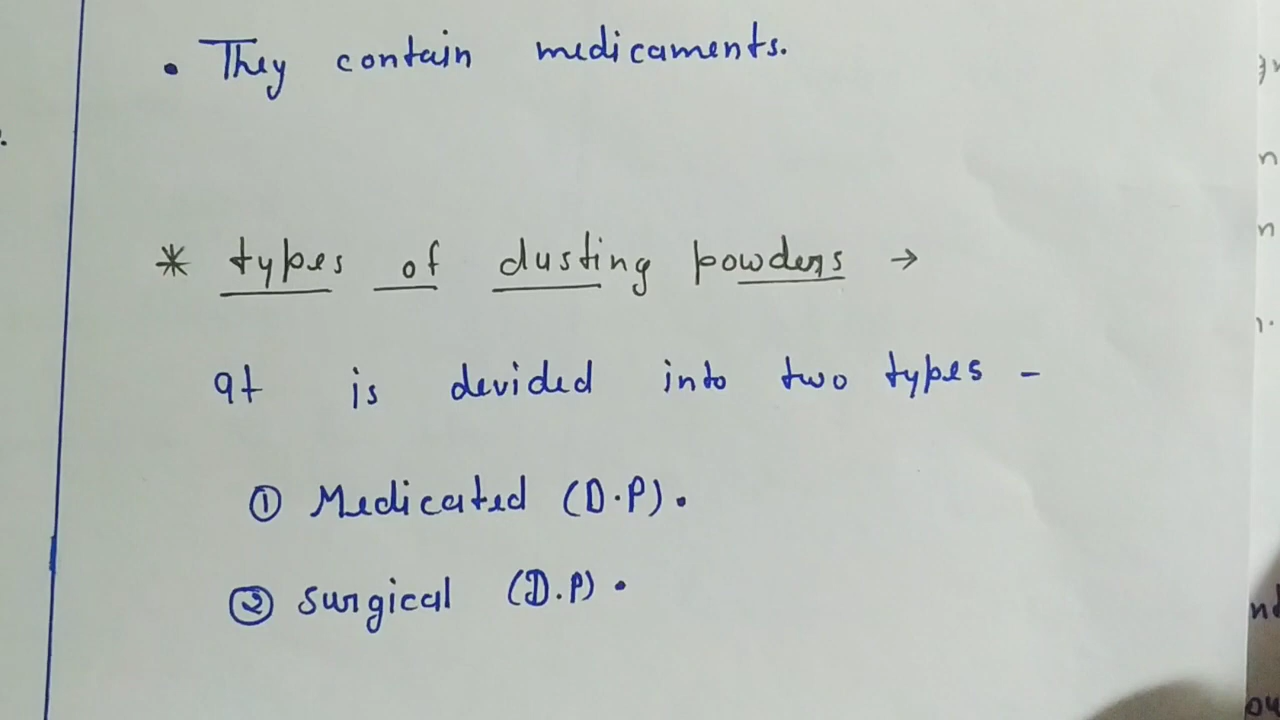 • They contain medicaments.
* types of dusting powders →
It is devided into two types -
① Medicated (D.P).
② Surgical (D.P).